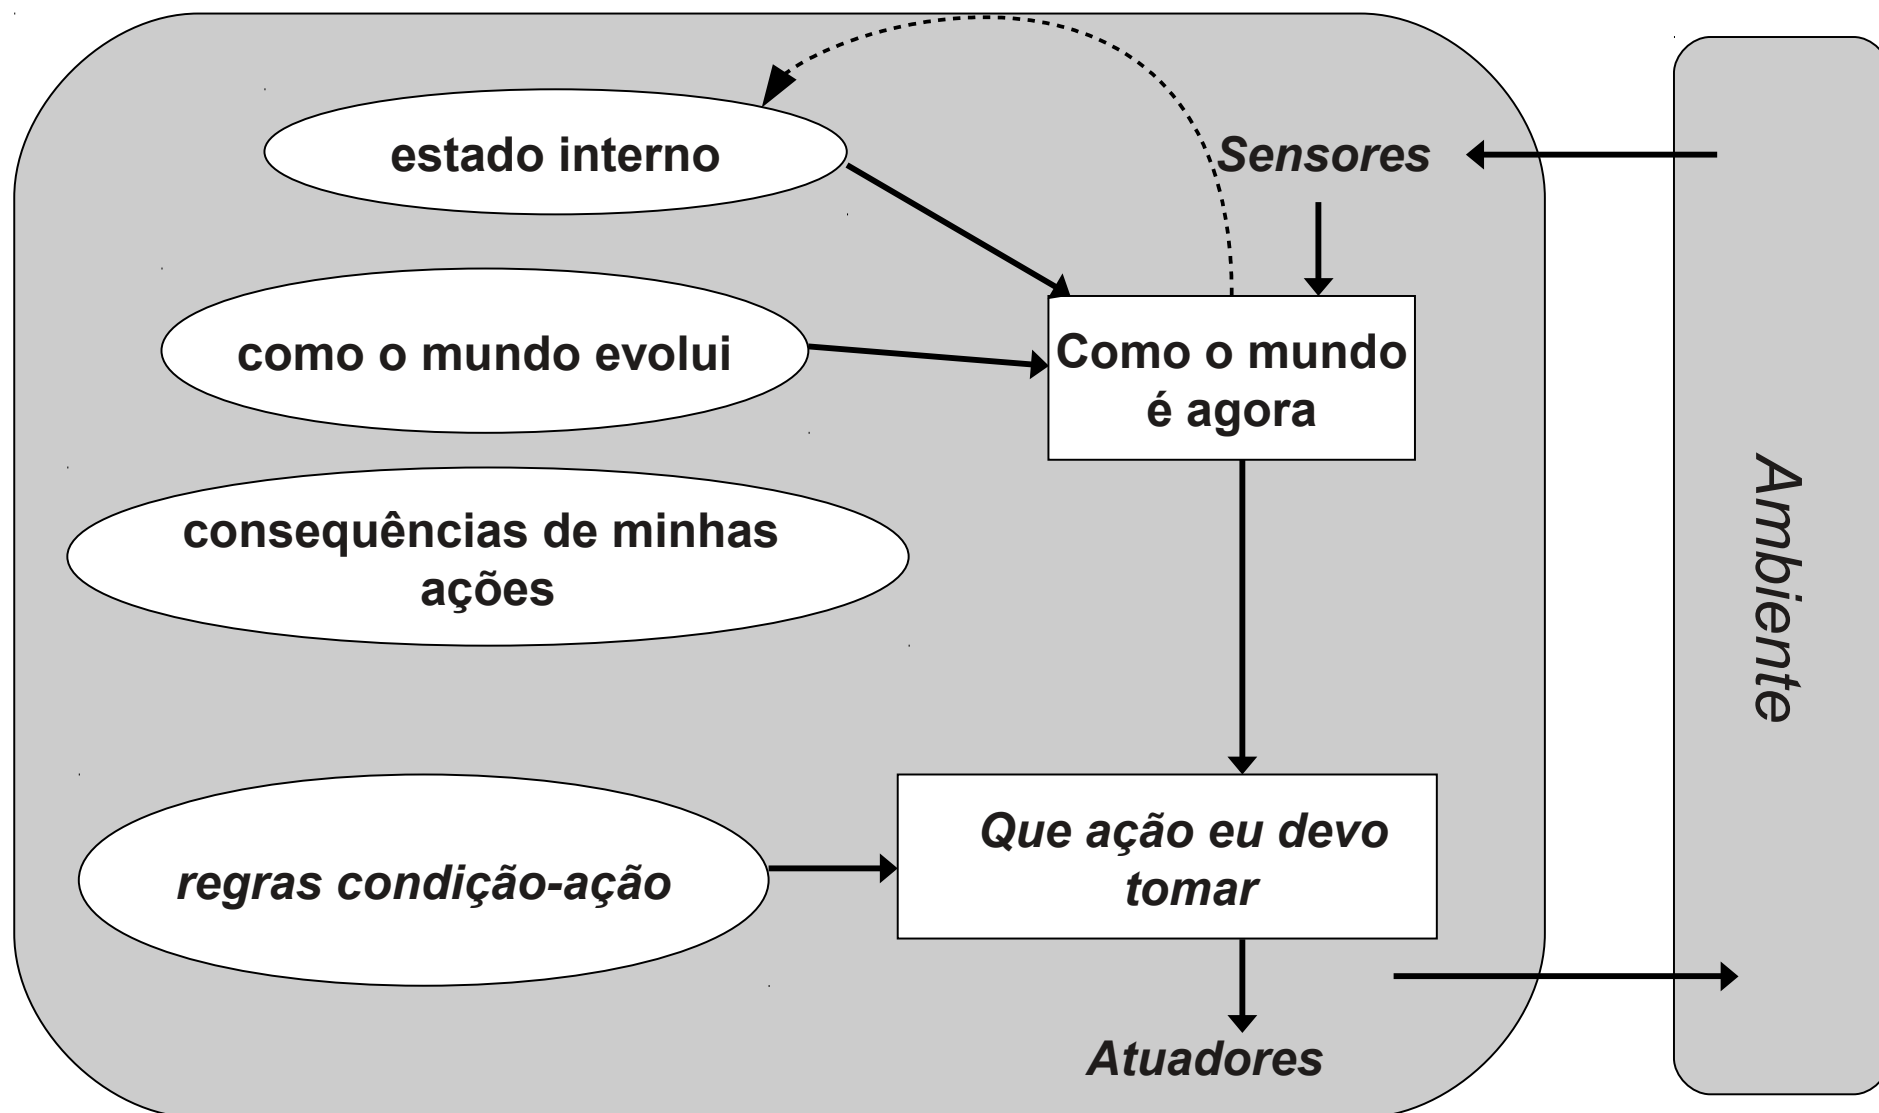 estado interno
Sensores
como o mundo evolui
Como o mundo
é agora
consequências de minhas
ações
Ambiente
regras condição-ação
Que ação eu devo
tomar
Atuadores